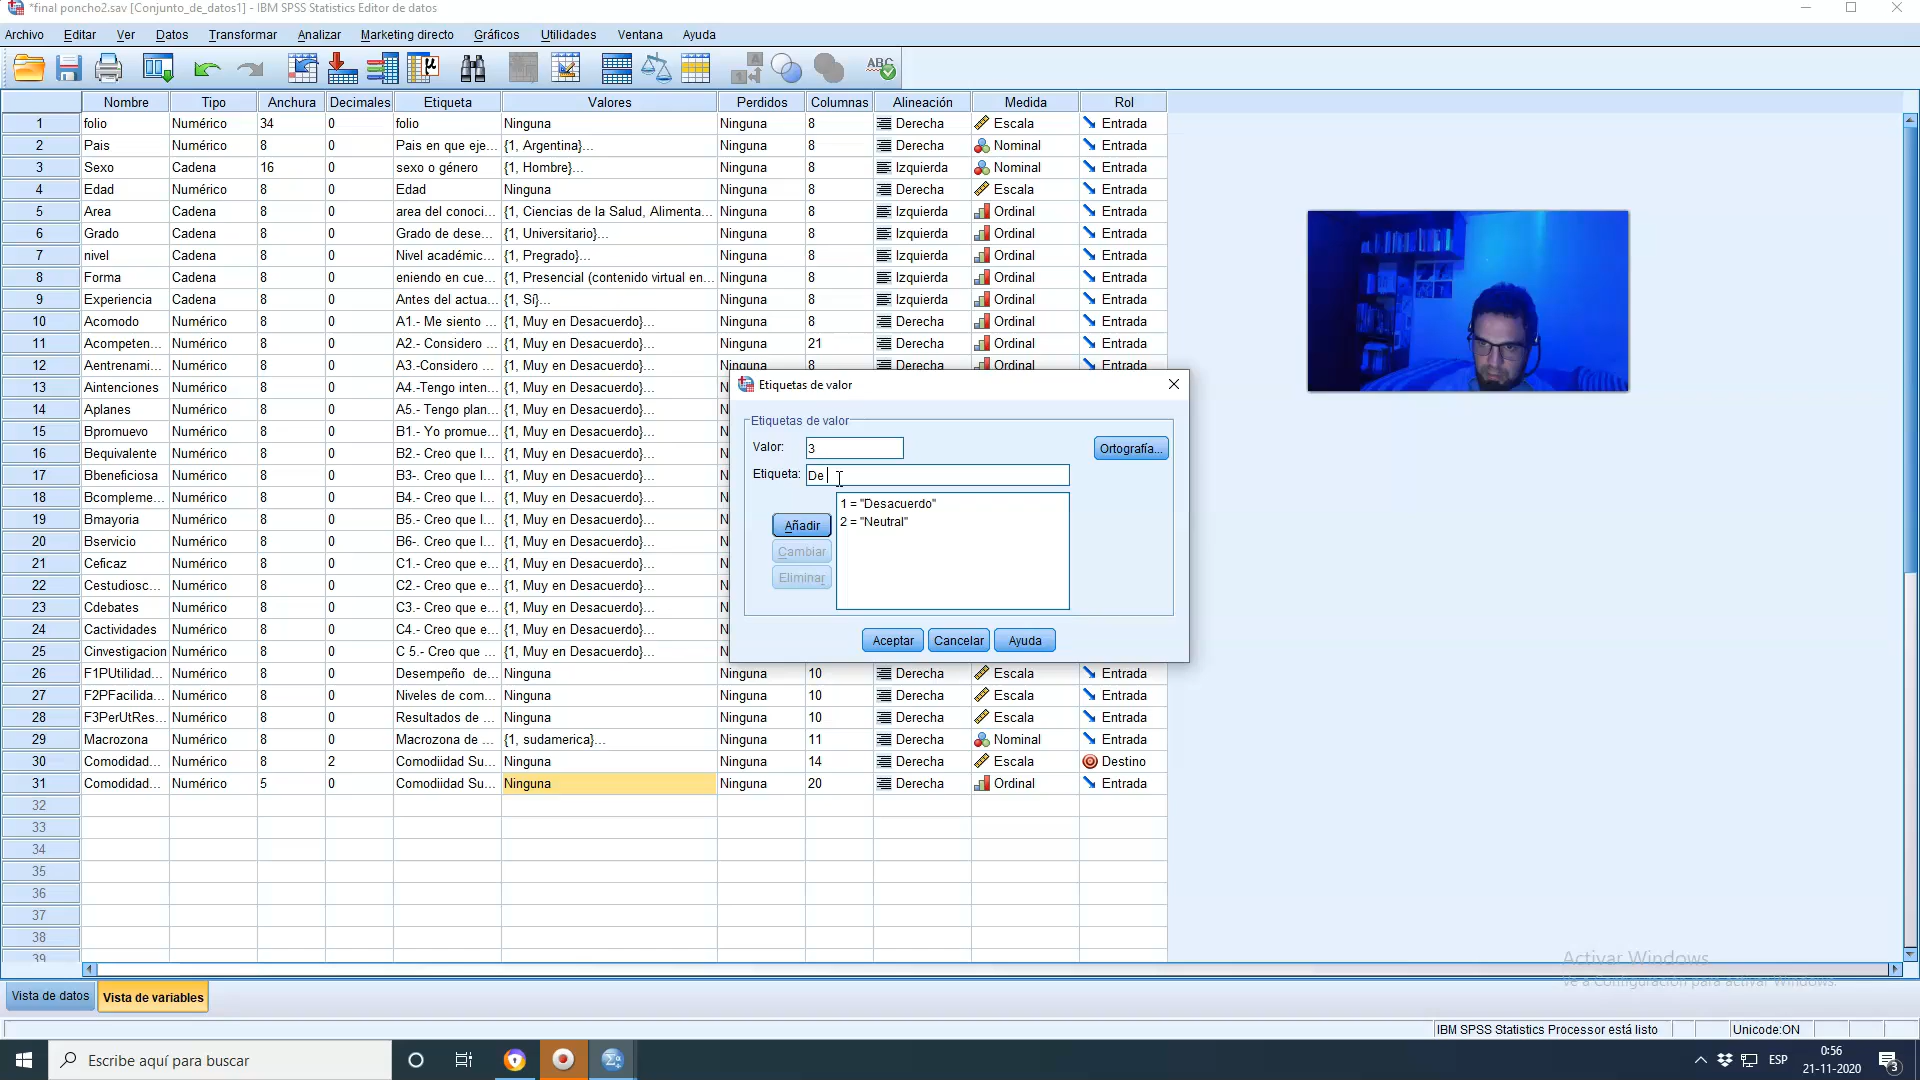 *final poncho2.sav [Conjunto_de_datos1] - IBM SPSS Statistics Editor de datos
Archivo Editar Ver Datos Transformar Analizar Marketing directo Gráficos Utilidades Ventana Ayuda
Nombre Tipo Anchura Decimales Etiqueta Valores Perdidos Columnas Alineación Medida Rol
1 folio Numérico 34 0 folio Ninguna Ninguna 8 Derecha Escala Entrada
2 Pais Numérico 8 0 Pais en que eje... {1, Argentina}... Ninguna 8 Derecha Nominal Entrada
3 Sexo Cadena 16 0 sexo o género {1, Hombre}... Ninguna 8 Izquierda Nominal Entrada
4 Edad Numérico 8 0 Edad Ninguna Ninguna 8 Derecha Escala Entrada
5 Area Cadena 8 0 area del conoci... {1, Ciencias de la Salud, Alimenta... Ninguna 8 Izquierda Ordinal Entrada
6 Grado Cadena 8 0 Grado de dese... {1, Universitario}... Ninguna 8 Izquierda Ordinal Entrada
7 nivel Cadena 8 0 Nivel académic... {1, Pregrado}... Ninguna 8 Izquierda Ordinal Entrada
8 Forma Cadena 8 0 eniendo en cue... {1, Presencial (contenido virtual en... Ninguna 8 Izquierda Ordinal Entrada
9 Experiencia Cadena 8 0 Antes del actua... {1, Sí}... Ninguna 8 Izquierda Ordinal Entrada
10 Acomodo Numérico 8 0 A1.- Me siento ... {1, Muy en Desacuerdo}... Ninguna 8 Derecha Ordinal Entrada
11 Acompeten... Numérico 8 0 A2.- Considero ... {1, Muy en Desacuerdo}... Ninguna 21 Derecha Ordinal Entrada
12 Aentrenami... Numérico 8 0 A3.-Considero ... {1, Muy en Desacuerdo}... Ninguna 8 Derecha Ordinal Entrada
13 Aintenciones Numérico 8 0 A4.-Tengo inten... {1, Muy en Desacuerdo}... N
14 Aplanes Numérico 8 0 A5.- Tengo plan... {1, Muy en Desacuerdo}... N
15 Bpromuevo Numérico 8 0 B1.- Yo promue... {1, Muy en Desacuerdo}... N
16 Bequivalente Numérico 8 0 B2.- Creo que l... {1, Muy en Desacuerdo}... N
17 Bbeneficiosa Numérico 8 0 B3-. Creo que l... {1, Muy en Desacuerdo}... N
18 Bcompleme... Numérico 8 0 B4.- Creo que l... {1, Muy en Desacuerdo}... N
19 Bmayoria Numérico 8 0 B5.- Creo que l... {1, Muy en Desacuerdo}... N
20 Bservicio Numérico 8 0 B6-. Creo que l... {1, Muy en Desacuerdo}... N
21 Ceficaz Numérico 8 0 C1.- Creo que e... {1, Muy en Desacuerdo}... N
22 Cestudiosc... Numérico 8 0 C2.- Creo que e... {1, Muy en Desacuerdo}... N
23 Cdebates Numérico 8 0 C3.- Creo que e... {1, Muy en Desacuerdo}... N
24 Cactividades Numérico 8 0 C4.- Creo que e... {1, Muy en Desacuerdo}... N
25 Cinvestigacion Numérico 8 0 C 5.- Creo que ... {1, Muy en Desacuerdo}... N
26 F1PUtilidad... Numérico 8 0 Desempeño de... Ninguna Ninguna 10 Derecha Escala Entrada
27 F2PFacilida... Numérico 8 0 Niveles de com... Ninguna Ninguna 10 Derecha Escala Entrada
28 F3PerUtRes... Numérico 8 0 Resultados de ... Ninguna Ninguna 10 Derecha Escala Entrada
29 Macrozona Numérico 8 0 Macrozona de ... {1, sudamerica}... Ninguna 11 Derecha Nominal Entrada
30 Comodidad... Numérico 8 2 Comodiidad Su... Ninguna Ninguna 14 Derecha Escala Destino
31 Comodidad... Numérico 5 0 Comodiidad Su... Ninguna Ninguna 20 Derecha Ordinal Entrada
32
33
34
35
36
37
38
39
Etiquetas de valor
Etiquetas de valor
Valor: 3 Ortografía...
Etiqueta: De
1 = "Desacuerdo"
2 = "Neutral"
Añadir
Cambiar
Eliminar
Aceptar Cancelar Ayuda
Activar Windows
Ve a Configuración para activar Windows.
Vista de datos Vista de variables
IBM SPSS Statistics Processor está listo Unicode:ON
Escribe aquí para buscar
ESP 0:56
21-11-2020 3